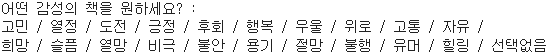 어떤 감성의 책을 원하세요? :
고민 / 열정 / 도전 / 긍정 / 후회 / 행복 / 우울 / 위로 / 고통 / 자유 /
희망 / 슬픔 / 열망 / 비극 / 불안 / 용기 / 절망 / 불행 / 유머 / 힐링 / 선택없음